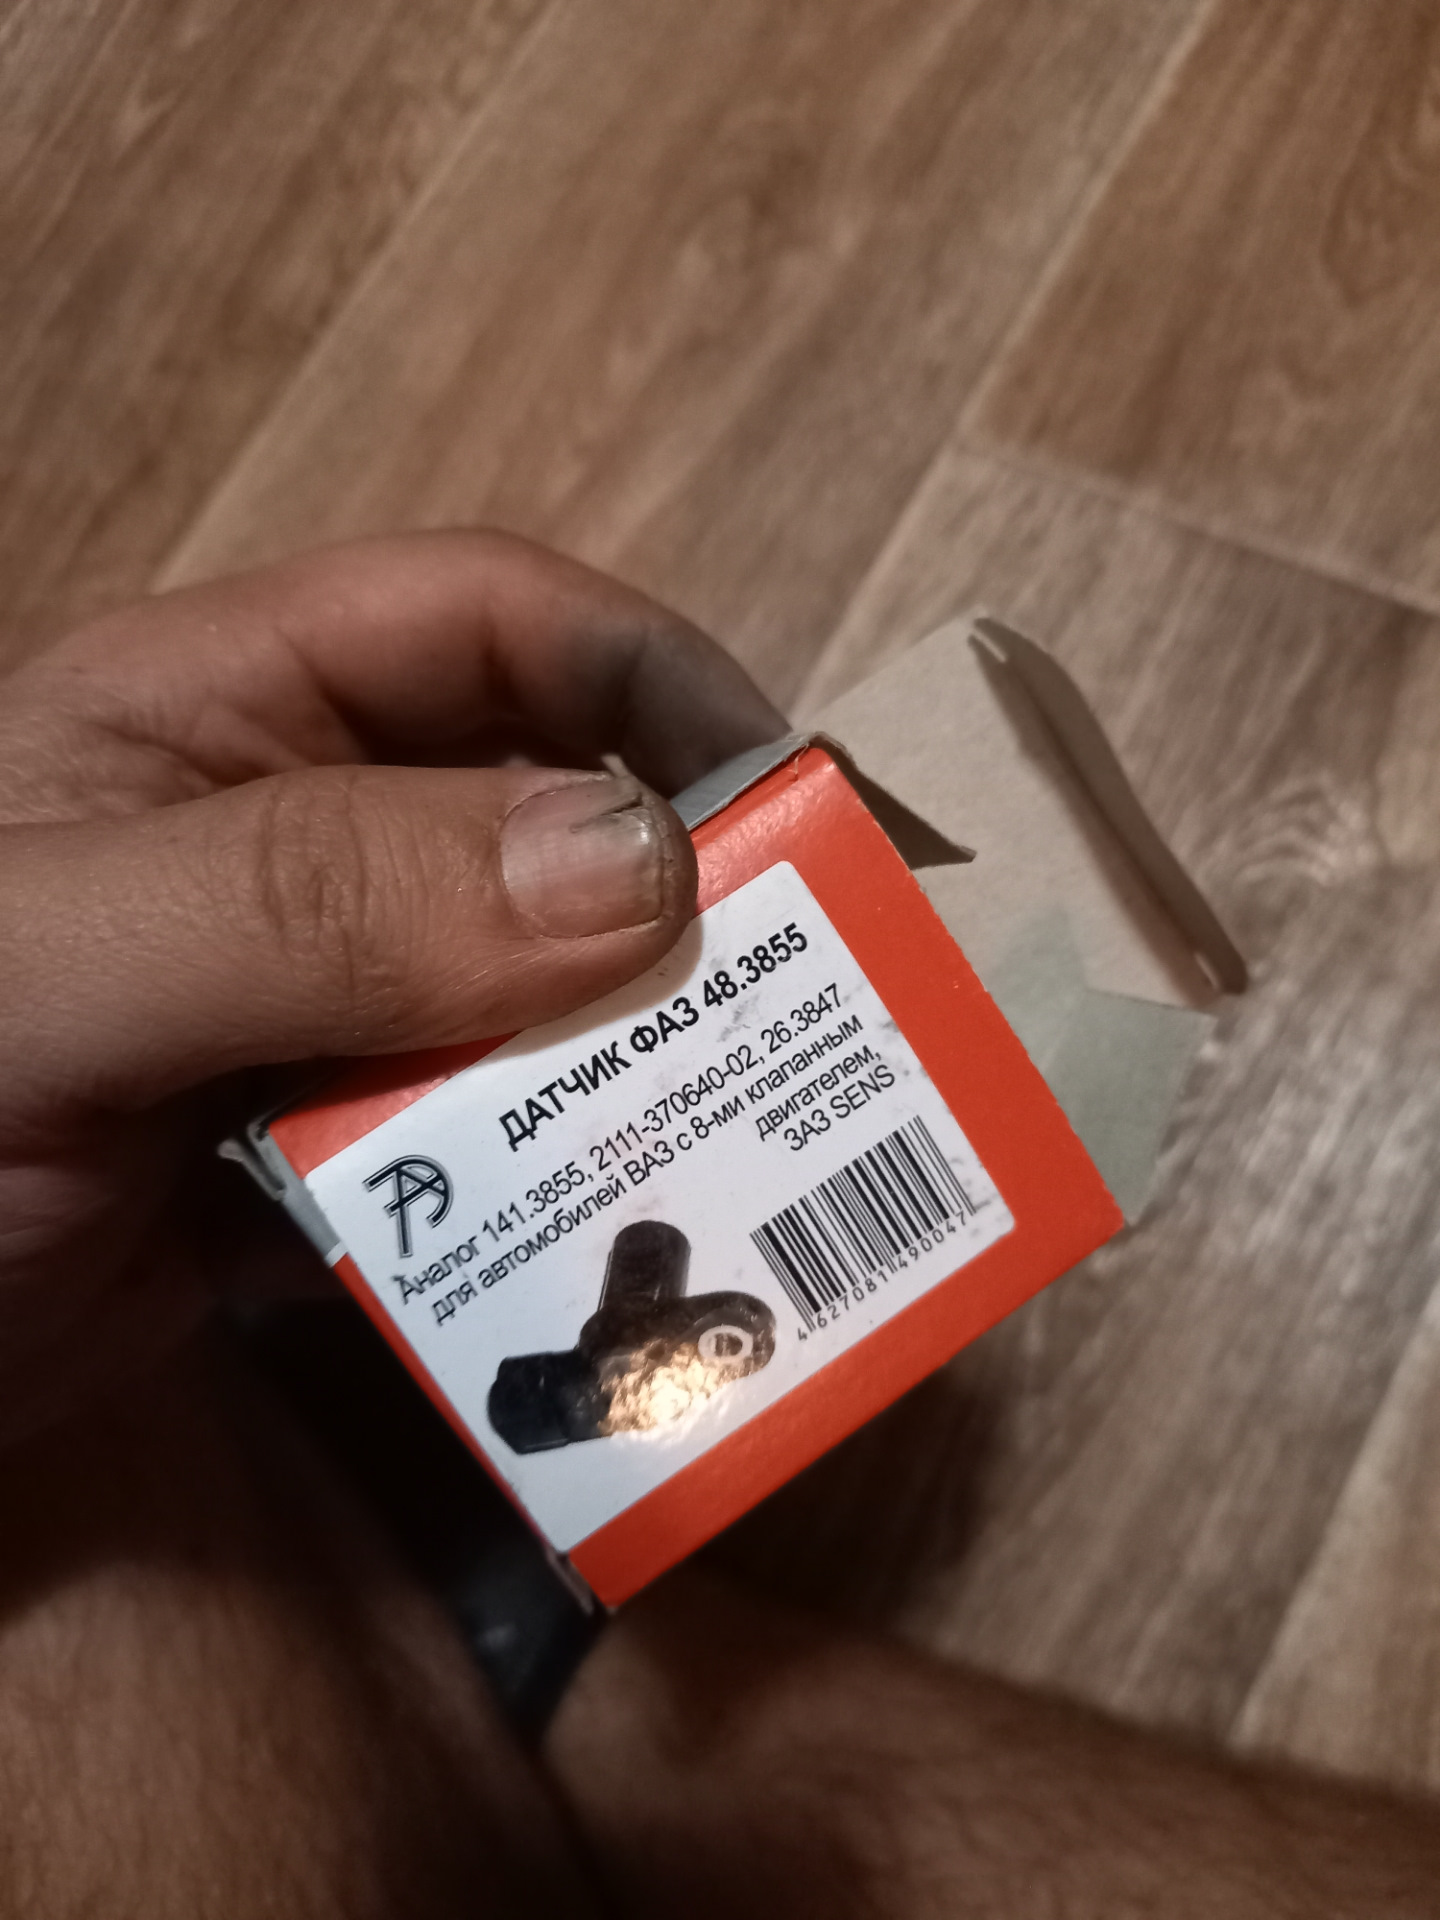 ДАТЧИК ФАЗ 48.3855
Аналог 141.3855, 2111-370640-02, 26.3847
для автомобилей ВАЗ с 8-ми клапанным
двигателем,
ЗАЗ SENS
4627081490047